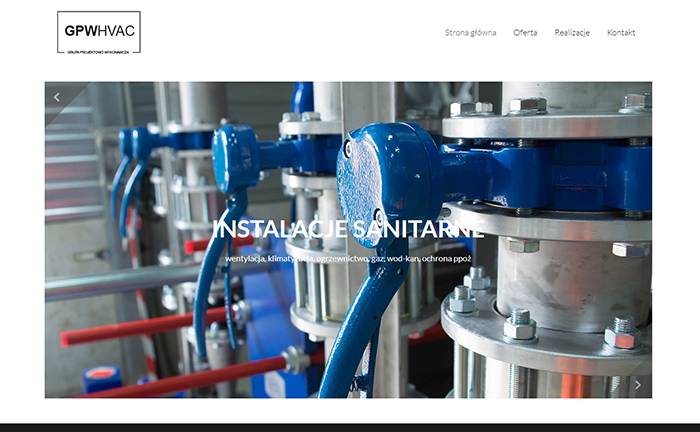 GPWHVAC
GRUPA PROJEKTOWO WYKONAWCZA
Strona główna Oferta Realizacje Kontakt
INSTALACJE SANITARNE
wentylacja, klimatyzacja, ogrzewnictwo, gaz, wod-kan, ochrona ppoż